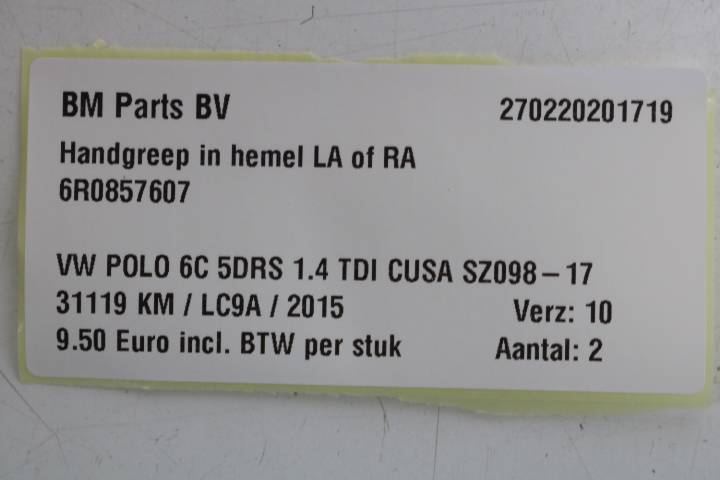 BM Parts BV 270220201719
Handgreep in hemel LA of RA
6R0857607
VW POLO 6C 5DRS 1.4 TDI CUSA SZ098-17
31119 KM / LC9A / 2015 Verz: 10
9.50 Euro incl. BTW per stuk Aantal: 2